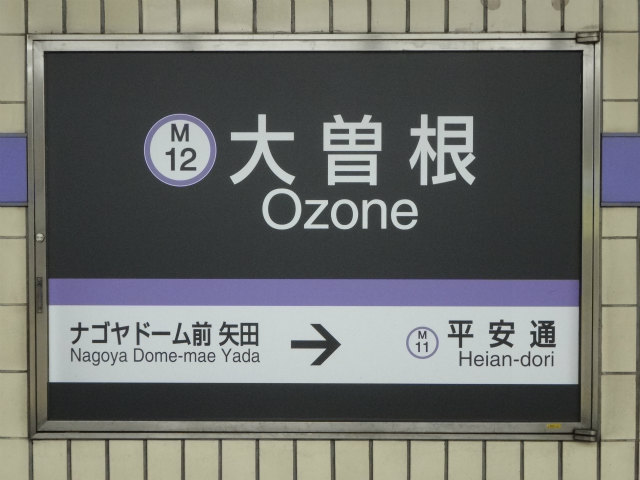 M
12
大曽根
Ozone
ナゴヤドーム前 矢田
Nagoya Dome-mae Yada
→
M
11
平安通
Heian-dori